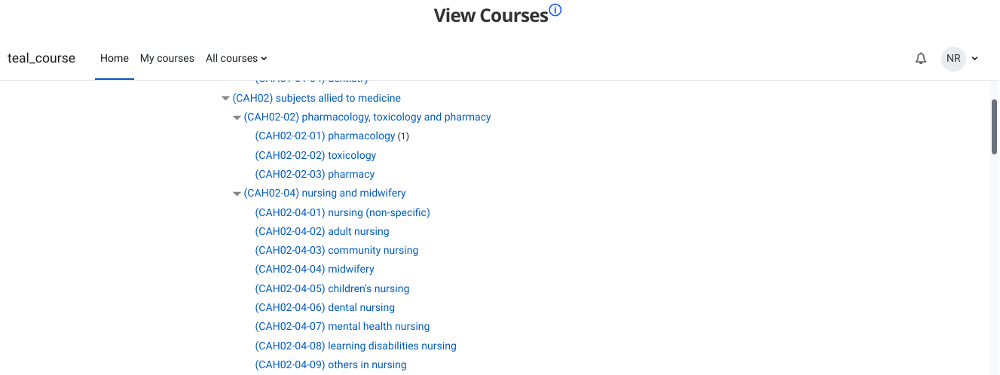 View Courses
teal_course Home My courses All courses NR
(CAH01-01-04) dentistry
(CAH02) subjects allied to medicine
(CAH02-02) pharmacology, toxicology and pharmacy
(CAH02-02-01) pharmacology (1)
(CAH02-02-02) toxicology
(CAH02-02-03) pharmacy
(CAH02-04) nursing and midwifery
(CAH02-04-01) nursing (non-specific)
(CAH02-04-02) adult nursing
(CAH02-04-03) community nursing
(CAH02-04-04) midwifery
(CAH02-04-05) children's nursing
(CAH02-04-06) dental nursing
(CAH02-04-07) mental health nursing
(CAH02-04-08) learning disabilities nursing
(CAH02-04-09) others in nursing